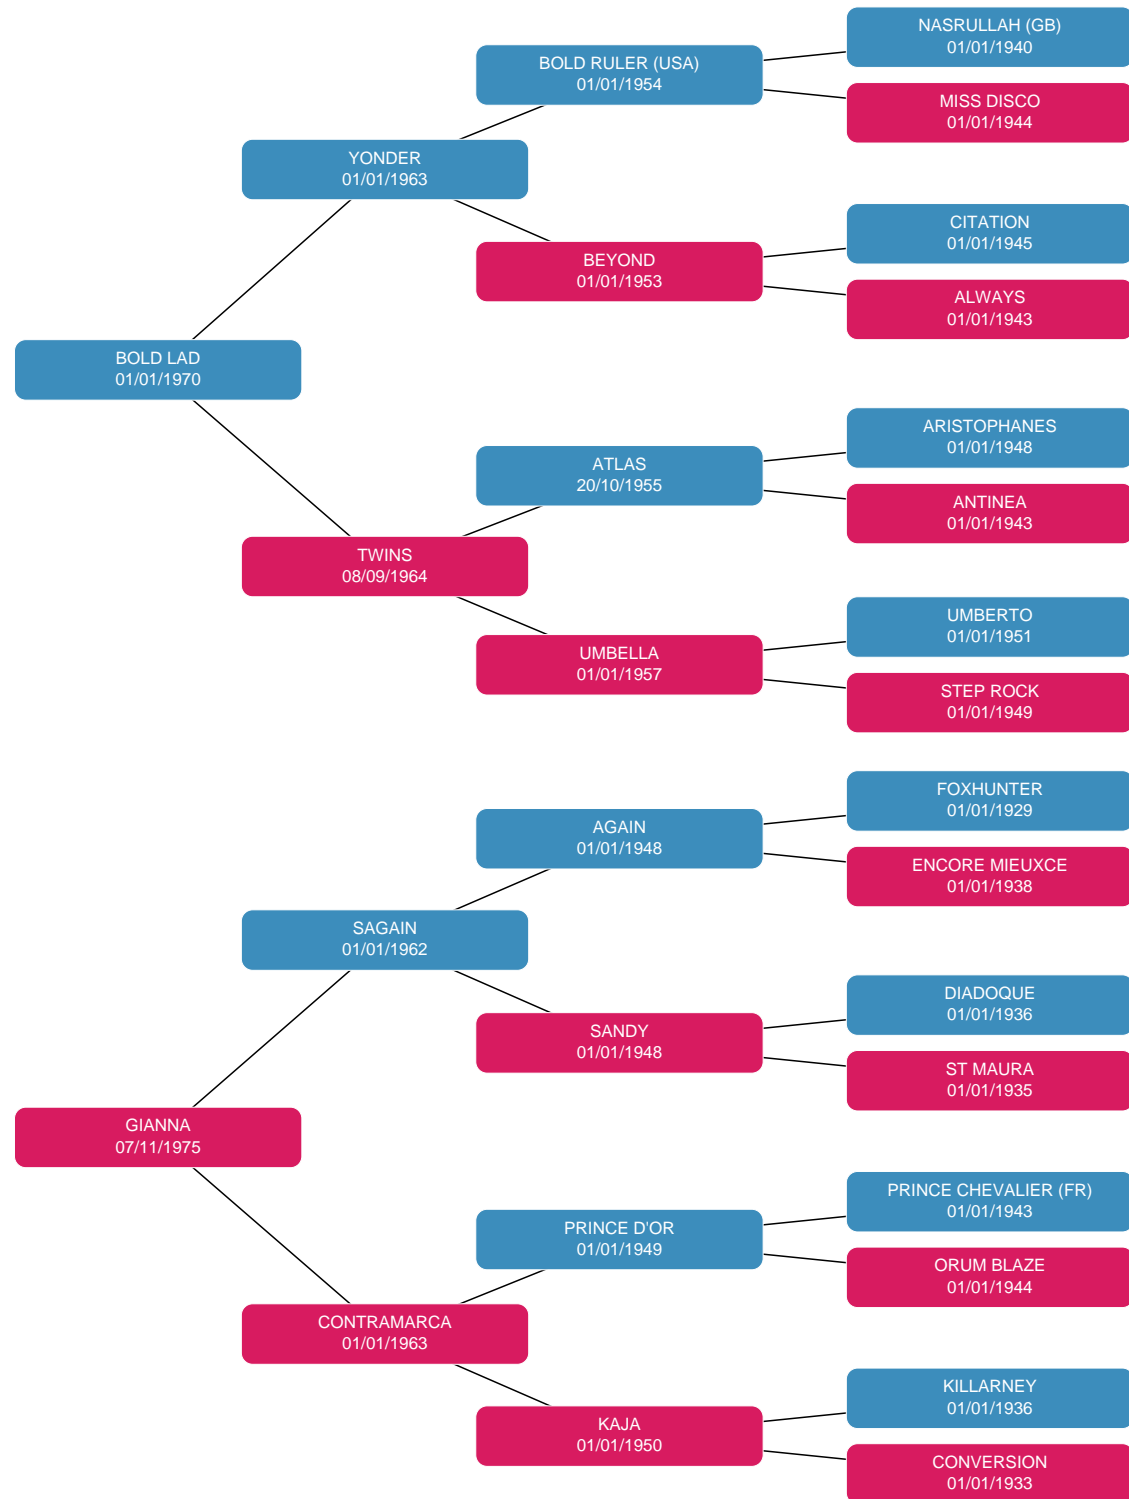 NASRULLAH (GB)
01/01/1940
BOLD RULER (USA)
01/01/1954
MISS DISCO
01/01/1944
YONDER
01/01/1963
CITATION
01/01/1945
BEYOND
01/01/1953
ALWAYS
01/01/1943
BOLD LAD
01/01/1970
ARISTOPHANES
01/01/1948
ATLAS
20/10/1955
ANTINEA
01/01/1943
TWINS
08/09/1964
UMBERTO
01/01/1951
UMBELLA
01/01/1957
STEP ROCK
01/01/1949
FOXHUNTER
01/01/1929
AGAIN
01/01/1948
ENCORE MIEUXCE
01/01/1938
SAGAIN
01/01/1962
DIADOQUE
01/01/1936
SANDY
01/01/1948
ST MAURA
01/01/1935
GIANNA
07/11/1975
PRINCE CHEVALIER (FR)
01/01/1943
PRINCE D'OR
01/01/1949
ORUM BLAZE
01/01/1944
CONTRAMARCA
01/01/1963
KILLARNEY
01/01/1936
KAJA
01/01/1950
CONVERSION
01/01/1933